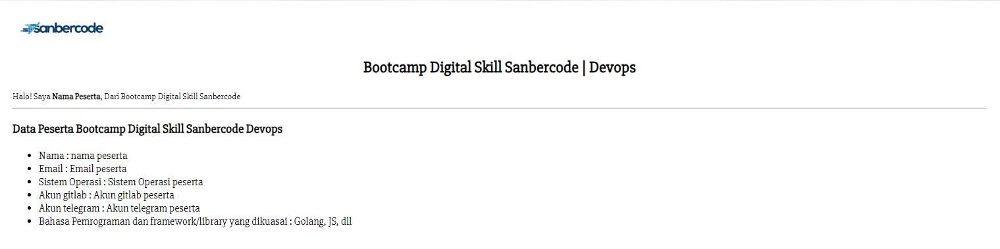 sanbercode
Bootcamp Digital Skill Sanbercode | Devops
Halo! Saya Nama Peserta, Dari Bootcamp Digital Skill Sanbercode
Data Peserta Bootcamp Digital Skill Sanbercode Devops
• Nama : nama peserta
• Email : Email peserta
• Sistem Operasi : Sistem Operasi peserta
• Akun gitlab : Akun gitlab peserta
• Akun telegram : Akun telegram peserta
• Bahasa Pemrograman dan framework/library yang dikuasai : Golang, JS, dll